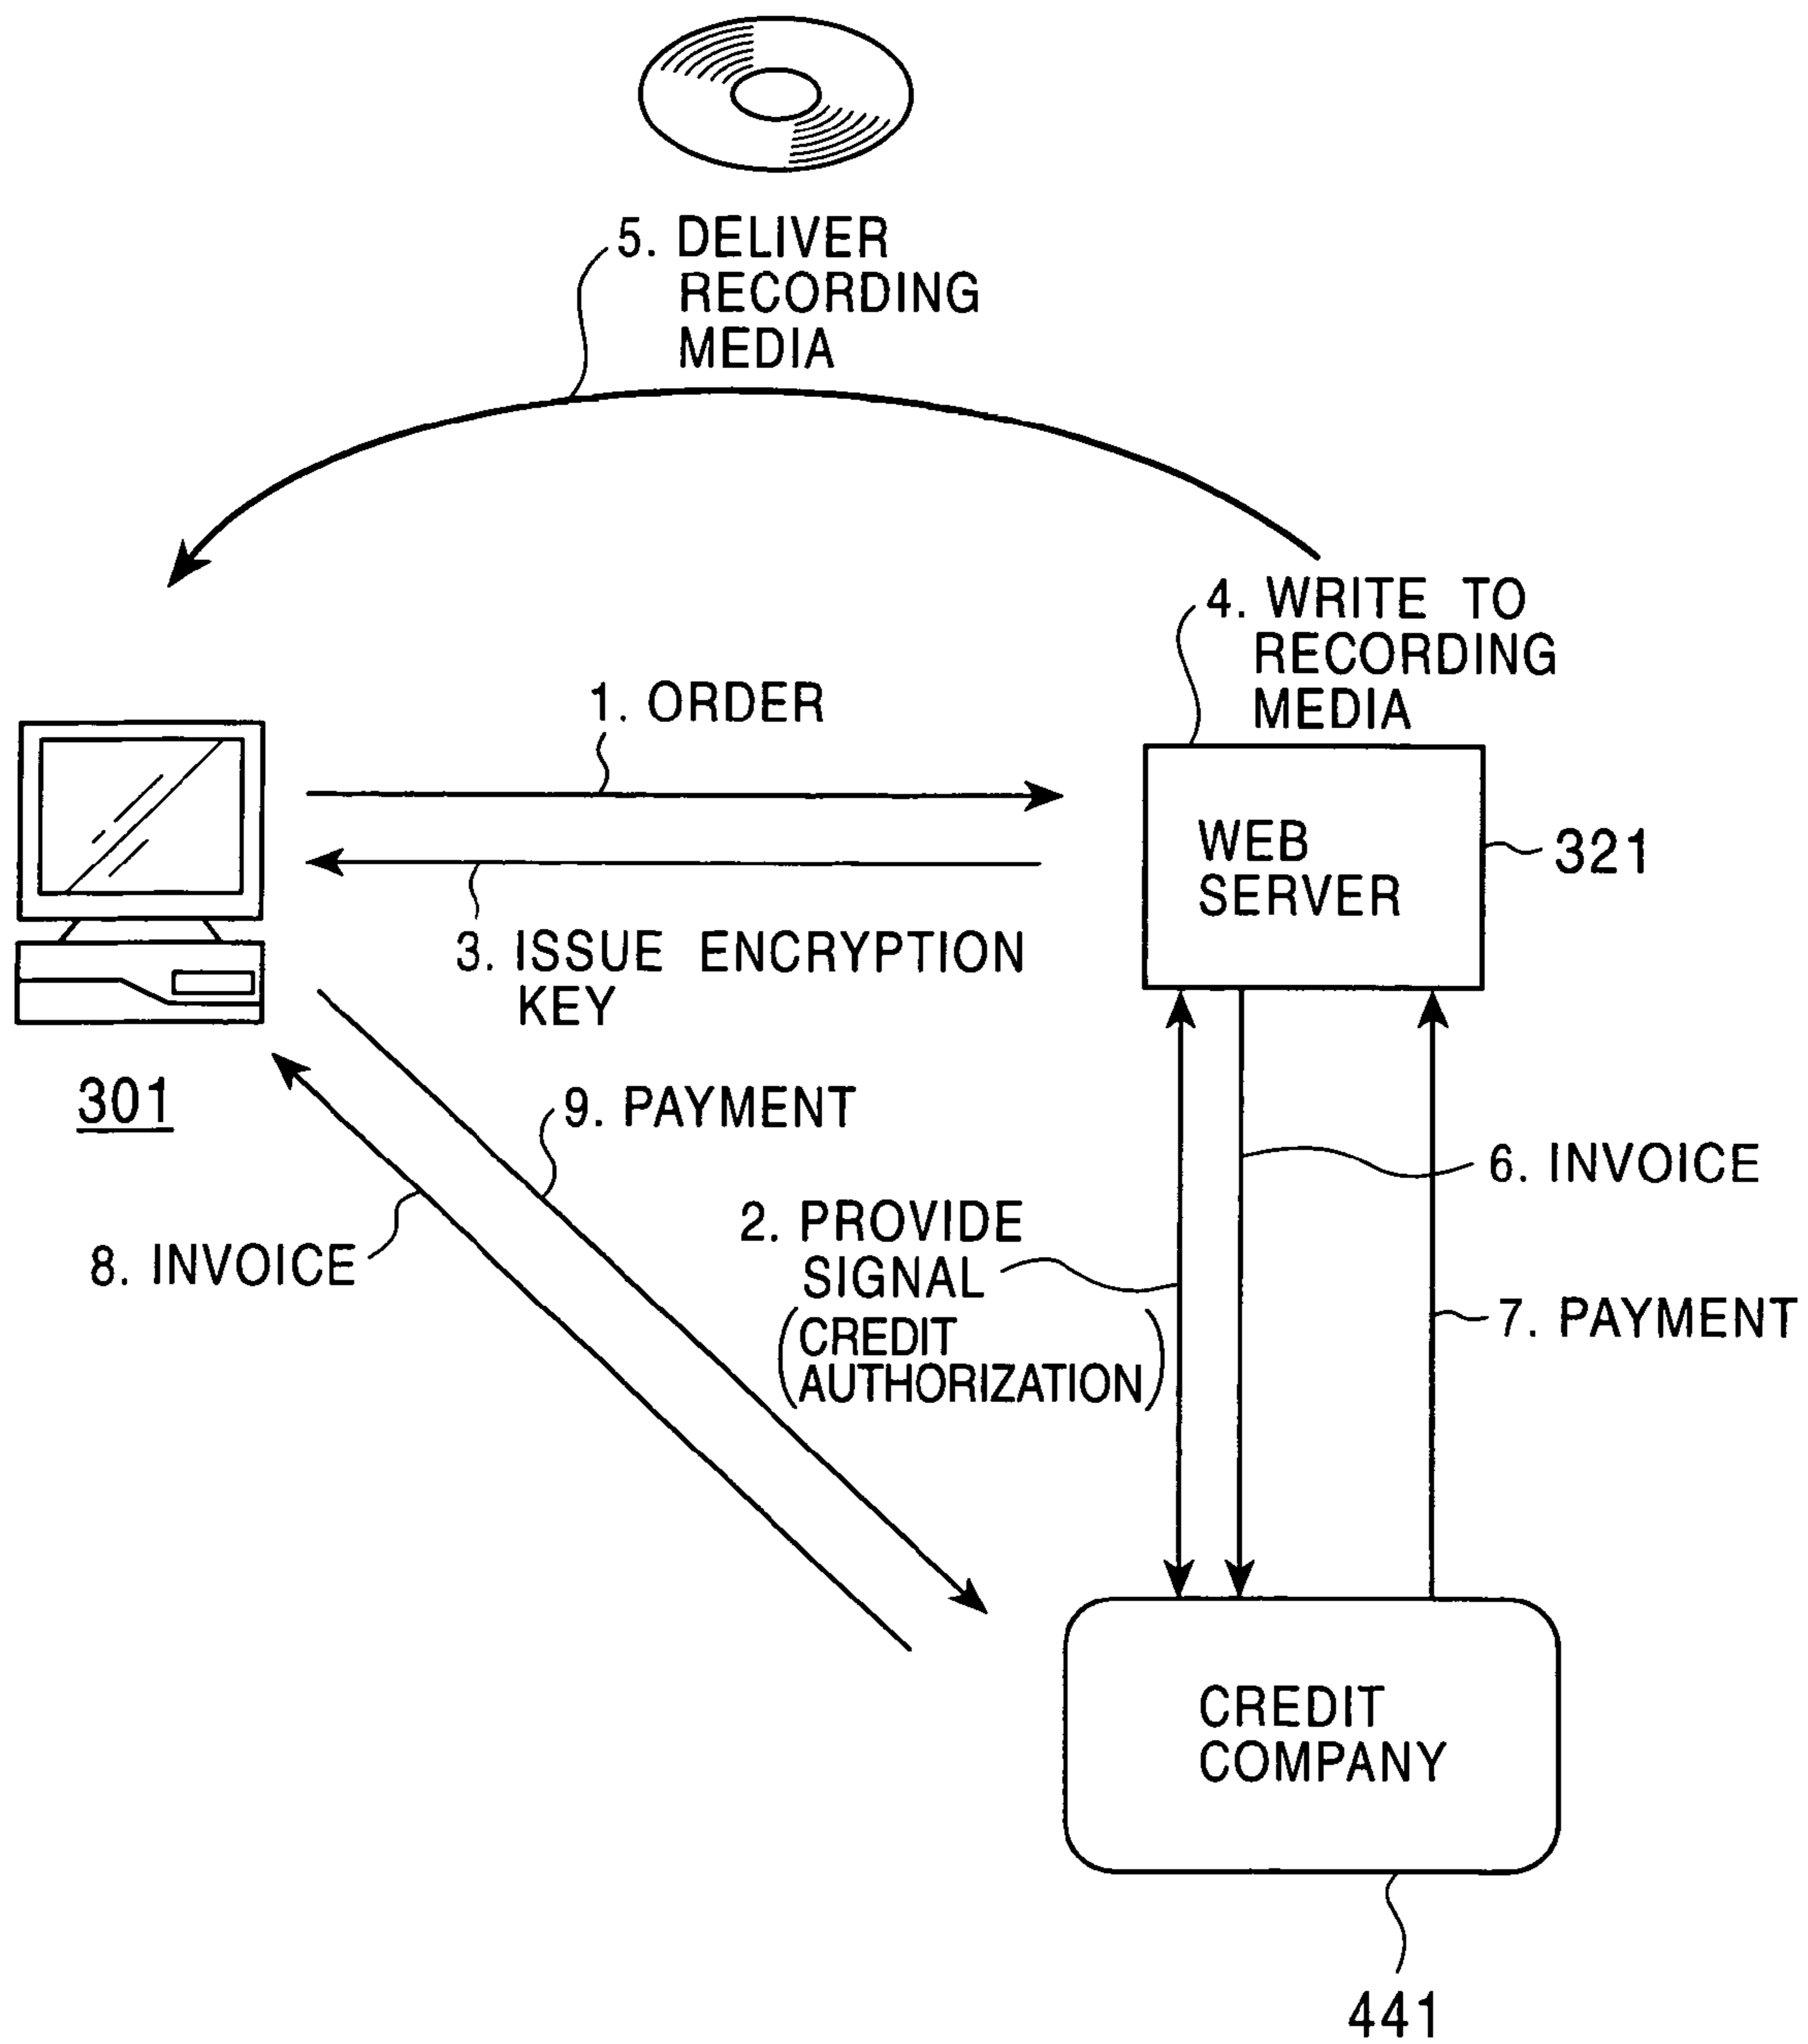 5. DELIVER
RECORDING
MEDIA
4. WRITE TO
RECORDING
MEDIA
1. ORDER
WEB
SERVER
321
3. ISSUE ENCRYPTION
KEY
301
9. PAYMENT
6. INVOICE
2. PROVIDE
SIGNAL
(CREDIT
AUTHORIZATION)
8. INVOICE
7. PAYMENT
CREDIT
COMPANY
441